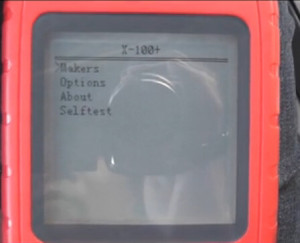 X-100+
Makers
Options
About
Selftest